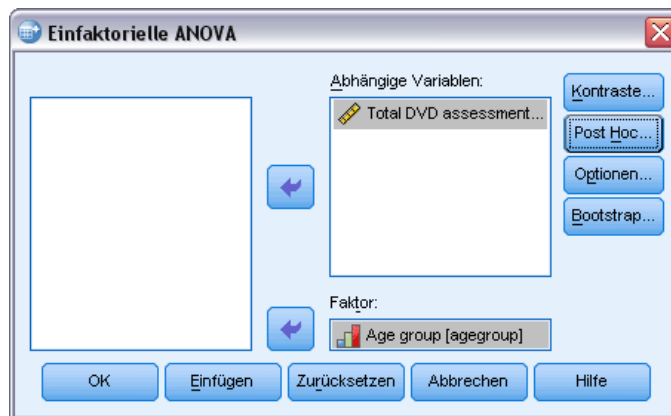 Einfaktorielle ANOVA
Abhängige Variablen:
Total DVD assessment...
Kontraste...
Post Hoc...
Optionen...
Bootstrap...
Faktor:
Age group [agegroup]
OK
Einfügen
Zurücksetzen
Abbrechen
Hilfe